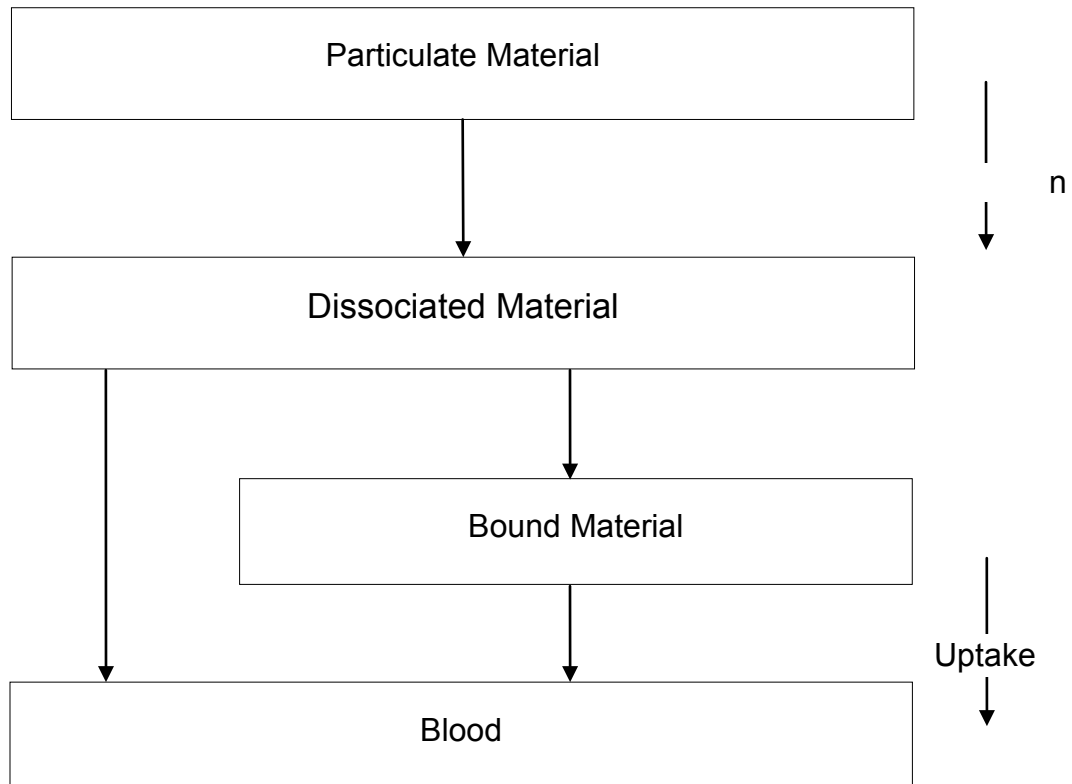 Particulate Material
n
Dissociated Material
Bound Material
Uptake
Blood